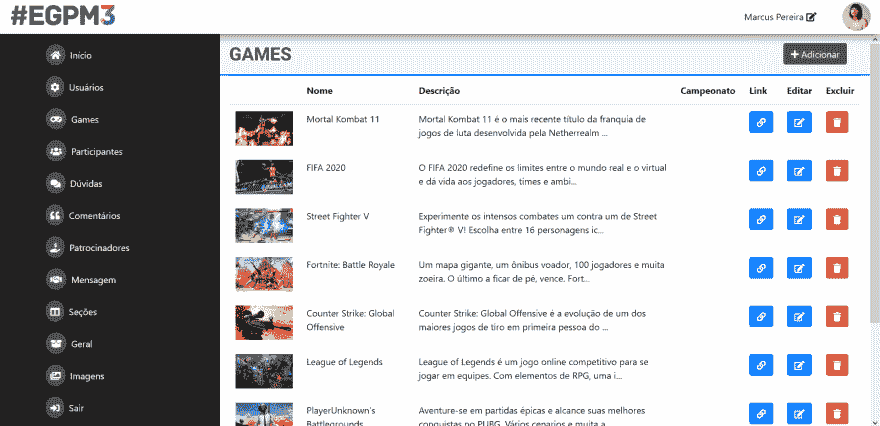 #EGPM3
Marcus Pereira
Início
Usuários
Games
Participantes
Dúvidas
Comentários
Patrocinadores
Mensagem
Seções
Geral
Imagens
Sair
GAMES
Adicionar
Nome Descrição Campeonato Link Editar Excluir
Mortal Kombat 11
Mortal Kombat 11 é o mais recente título da franquia de
jogos de luta desenvolvida pela Netherrealm ...
FIFA 2020
O FIFA 2020 redefine os limites entre o mundo real e o virtual
e dá vida aos jogadores, times e ambi...
Street Fighter V
Experimente os intensos combates um contra um de Street
Fighter® V! Escolha entre 16 personagens ic...
Fortnite: Battle Royale
Um mapa gigante, um ônibus voador, 100 jogadores e muita
zoeira. O último a ficar de pé, vence. Fort...
Counter Strike: Global
Offensive
Counter Strike: Global Offensive é a evolução de um dos
maiores jogos de tiro em primeira pessoa do ...
League of Legends
League of Legends é um jogo online competitivo para se
jogar em equipes. Com elementos de RPG, uma i...
PlayerUnknown's
Battlegrounds
Aventure-se em partidas épicas e alcance suas melhores
conquistas no PUBG. Vários cenarios e muita a...